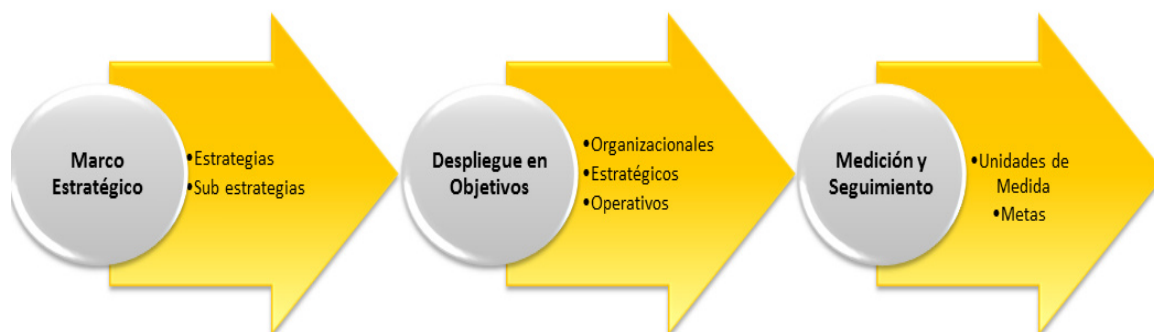 Marco
Estratégico
•Estrategias
•Sub estrategias
Despliegue en
Objetivos
•Organizacionales
•Estratégicos
•Operativos
Medición y
Seguimiento
•Unidades de
Medida
•Metas